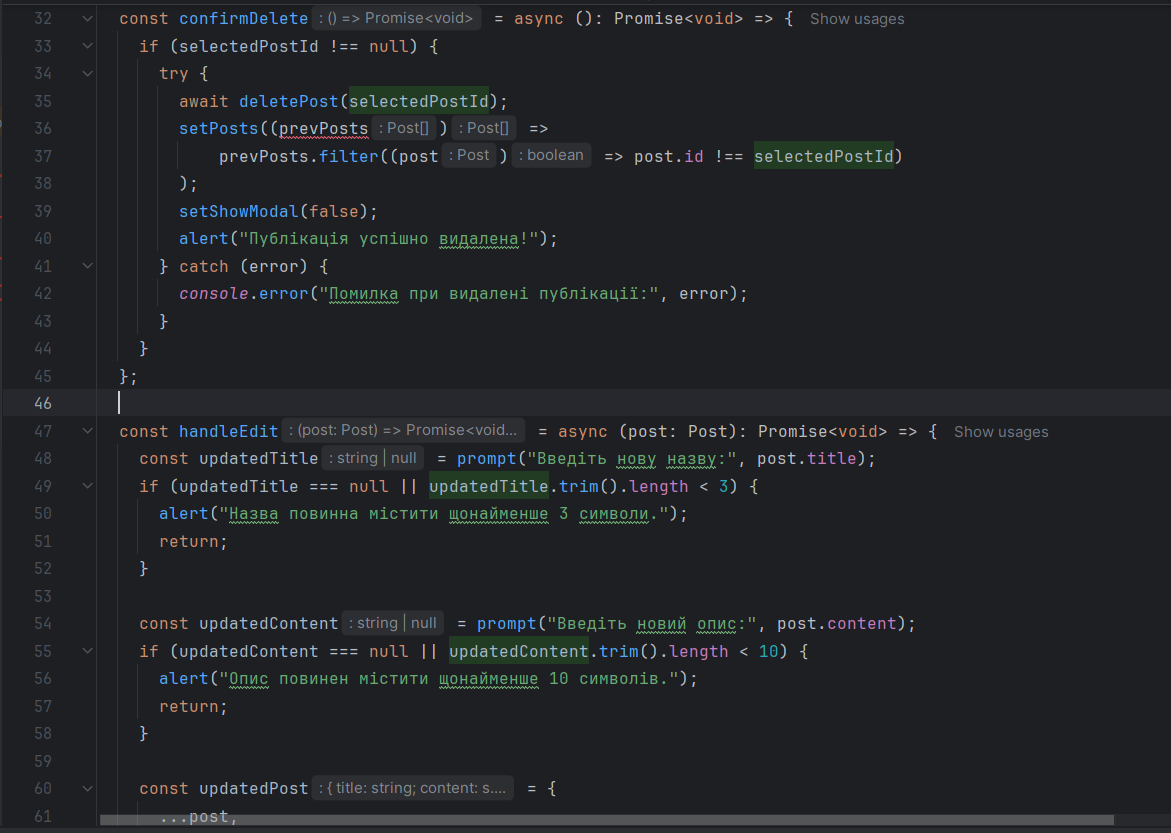 32 const confirmDelete : () => Promise<void> = async (): Promise<void> => { Show usages
33 if (selectedPostId !== null) {
34 try {
35 await deletePost(selectedPostId);
36 setPosts((prevPosts : Post[] ) : Post[] =>
37 prevPosts.filter((post : Post ) : boolean => post.id !== selectedPostId)
38 );
39 setShowModal(false);
40 alert("Публікація успішно видалена!");
41 } catch (error) {
42 console.error("Помилка при видалені публікації:", error);
43 }
44 }
45 };
46
47 const handleEdit : (post: Post) => Promise<void... = async (post: Post): Promise<void> => { Show usages
48 const updatedTitle : string | null = prompt("Введіть нову назву:", post.title);
49 if (updatedTitle === null || updatedTitle.trim().length < 3) {
50 alert("Назва повинна містити щонайменше 3 символи.");
51 return;
52 }
53
54 const updatedContent : string | null = prompt("Введіть новий опис:", post.content);
55 if (updatedContent === null || updatedContent.trim().length < 10) {
56 alert("Опис повинен містити щонайменше 10 символів.");
57 return;
58 }
59
60 const updatedPost : { title: string; content: s.... = {
61 ...post,